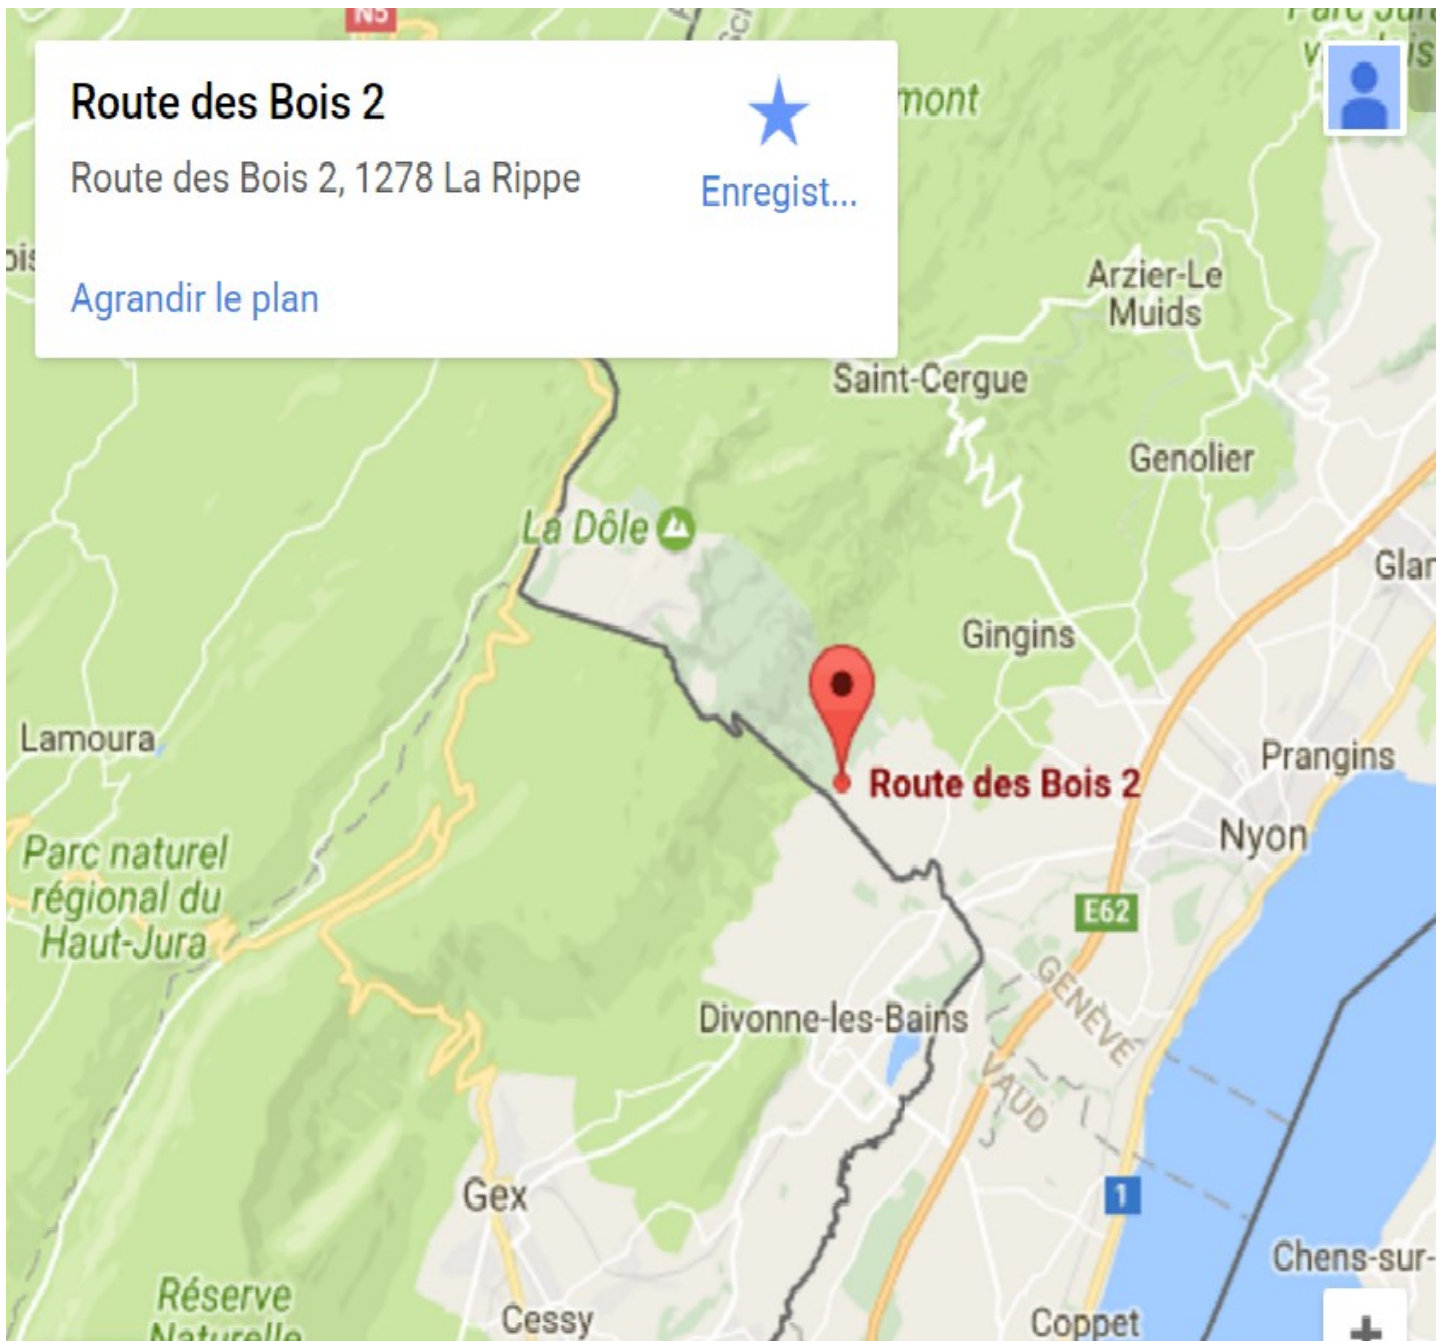 N5
Route des Bois 2
Route des Bois 2, 1278 La Rippe
Enregist...
Agrandir le plan
mont
Arzier-Le
Muids
Saint-Cergue
Genolier
La Dôle
Glan
Gingins
Lamoura
Prangins
Route des Bois 2
Nyon
Parc naturel
régional du
Haut-Jura
E62
GENÈVE
Divonne-les-Bains
VAUD
Gex
1
Chens-sur-
Réserve
Naturelle
Cessy
Coppet
+